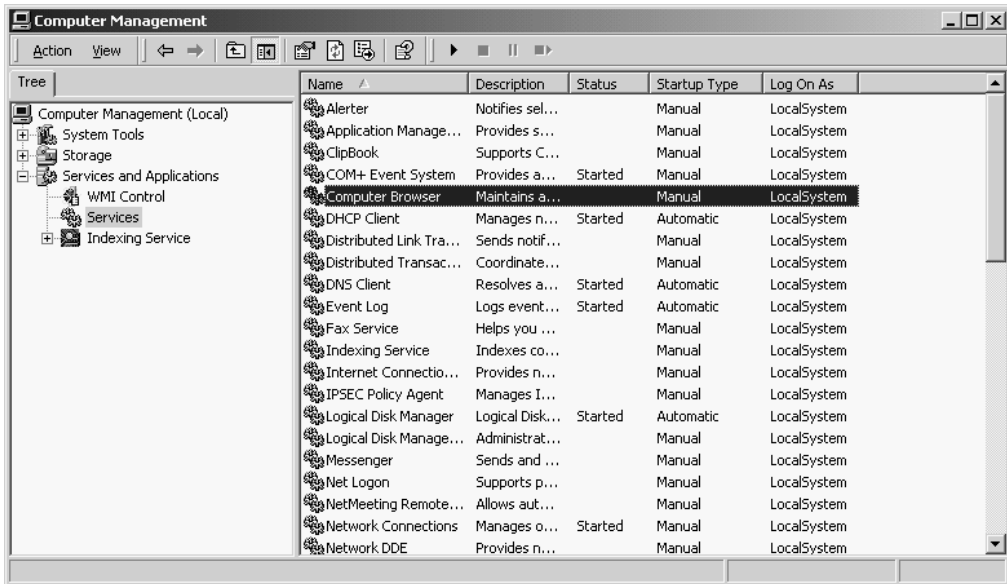 Computer Management
Action View
Tree
Computer Management (Local)
System Tools
Storage
Services and Applications
WMI Control
Services
Indexing Service
Name Description Status Startup Type Log On As
Alerter Notifies sel... Manual LocalSystem
Application Manage... Provides s... Manual LocalSystem
ClipBook Supports C... Manual LocalSystem
COM+ Event System Provides a... Started Manual LocalSystem
Computer Browser Maintains a... Manual LocalSystem
DHCP Client Manages n... Started Automatic LocalSystem
Distributed Link Tra... Sends notif... Manual LocalSystem
Distributed Transac... Coordinate... Manual LocalSystem
DNS Client Resolves a... Started Automatic LocalSystem
Event Log Logs event... Started Automatic LocalSystem
Fax Service Helps you ... Manual LocalSystem
Indexing Service Indexes co... Manual LocalSystem
Internet Connectio... Provides n... Manual LocalSystem
IPSEC Policy Agent Manages I... Manual LocalSystem
Logical Disk Manager Logical Disk... Started Automatic LocalSystem
Logical Disk Manage... Administrat... Manual LocalSystem
Messenger Sends and ... Manual LocalSystem
Net Logon Supports p... Manual LocalSystem
NetMeeting Remote... Allows aut... Manual LocalSystem
Network Connections Manages o... Started Manual LocalSystem
Network DDE Provides n... Manual LocalSystem